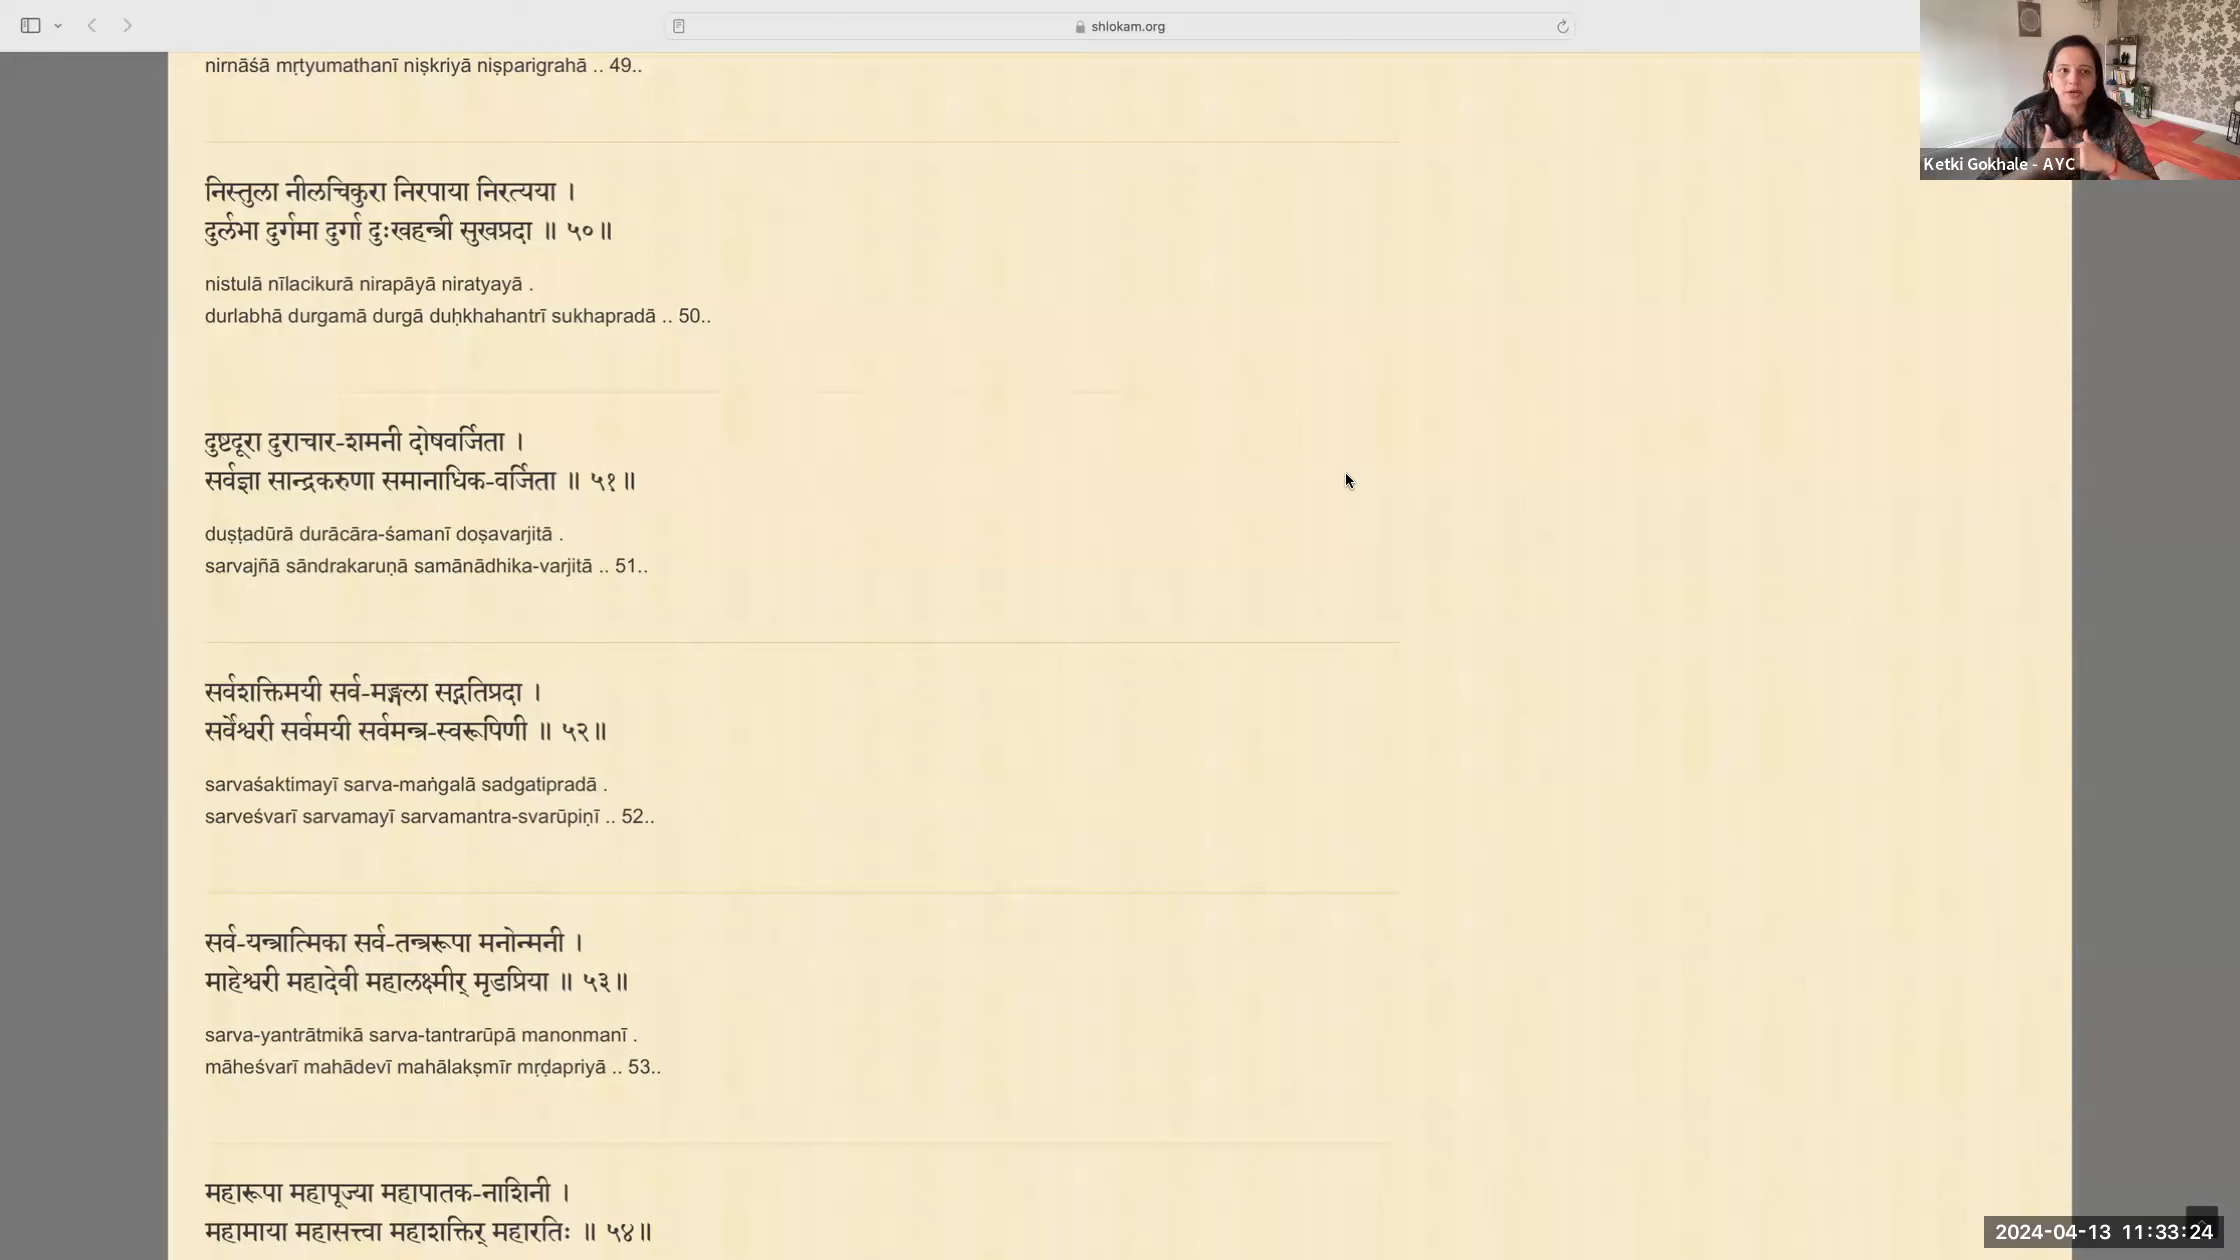 shlokam.org
Ketki Gokhale - AYC
nirnāśā mṛtyumathanī niṣkriyā niṣparigrahā .. 49..
निस्तुला नीलचिकुरा निरपाया निरत्यया ।
दुर्लभा दुर्गमा दुर्गा दुःखहन्त्री सुखप्रदा ॥ ५०॥
nistulā nīlacikurā nirapāyā niratyayā .
durlabhā durgamā durgā duḥkhahantrī sukhapradā .. 50..
दुष्टदूरा दुराचार-शमनी दोषवर्जिता ।
सर्वज्ञा सान्द्रकरुणा समानाधिक-वर्जिता ॥ ५१॥
duṣṭadūrā durācāra-śamanī doṣavarjitā .
sarvajñā sāndrakaruṇā samānādhika-varjitā .. 51..
सर्वशक्तिमयी सर्व-मङ्गला सद्गतिप्रदा ।
सर्वेश्वरी सर्वमयी सर्वमन्त्र-स्वरूपिणी ॥ ५२॥
sarvaśaktimayī sarva-maṅgalā sadgatipradā .
sarveśvarī sarvamayī sarvamantra-svarūpiṇī .. 52..
सर्व-यन्त्रात्मिका सर्व-तन्त्ररूपा मनोन्मनी ।
माहेश्वरी महादेवी महालक्ष्मीर् मृडप्रिया ॥ ५३॥
sarva-yantrātmikā sarva-tantrarūpā manonmanī .
māheśvarī mahādevī mahālakṣmīr mṛḍapriyā .. 53..
महारूपा महापूज्या महापातक-नाशिनी ।
महामाया महासत्त्वा महाशक्तिर् महारतिः ॥ ५४॥
2024-04-13 11:33:24